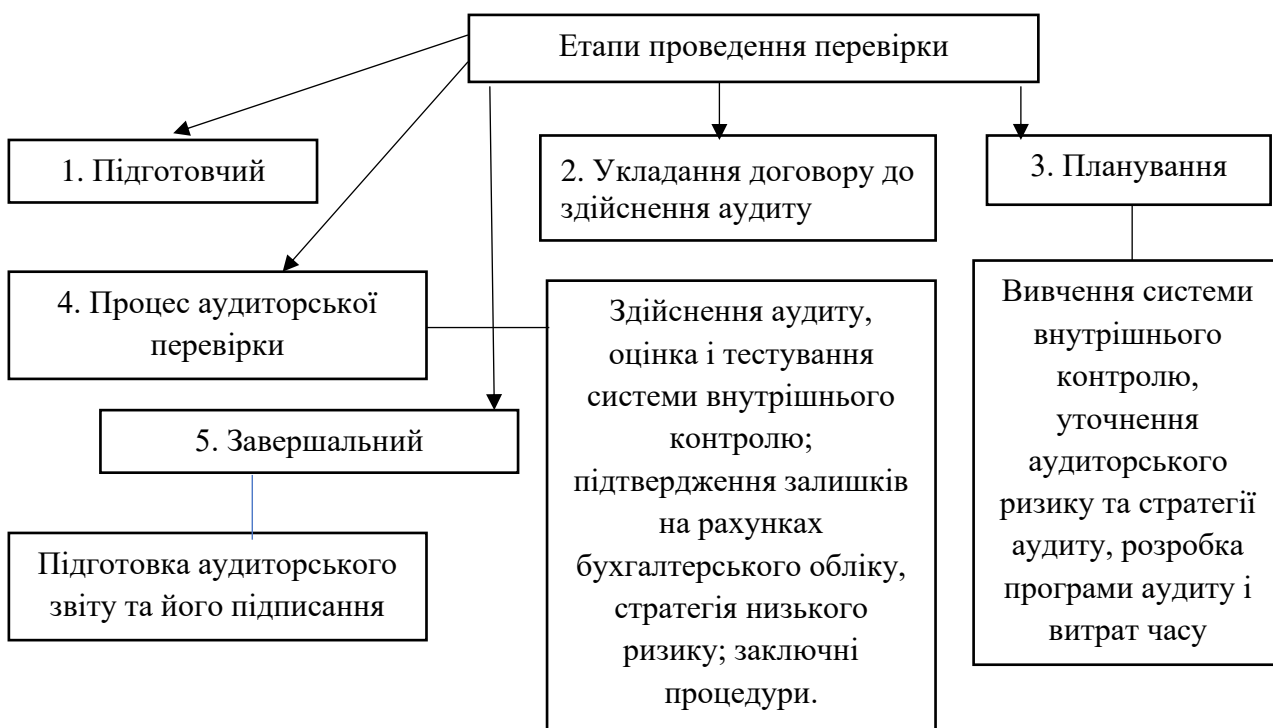 Етапи проведення перевірки
1. Підготовчий
2. Укладання договору до
здійснення аудиту
3. Планування
4. Процес аудиторської
перевірки
Здійснення аудиту,
оцінка і тестування
системи внутрішнього
контролю;
підтвердження залишків
на рахунках
бухгалтерського обліку,
стратегія низького
ризику; заключні
процедури.
Вивчення системи
внутрішнього
контролю,
уточнення
аудиторського
ризику та стратегії
аудиту, розробка
програми аудиту і
витрат часу
5. Завершальний
Підготовка аудиторського
звіту та його підписання